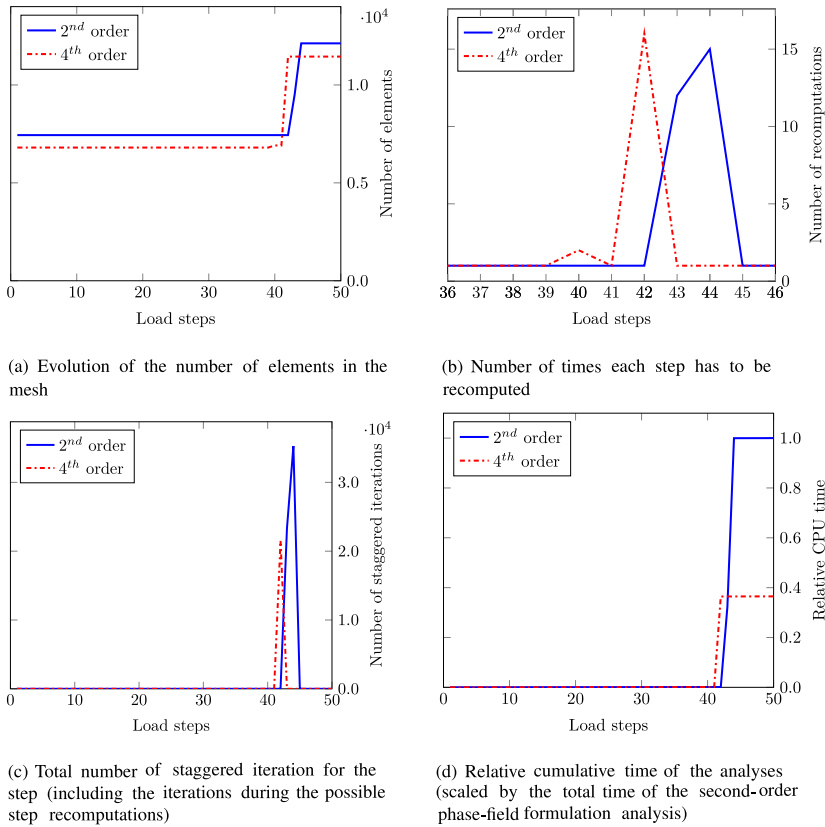 ·10⁴
2ⁿᵈ order
4ᵗʰ order
1.2
0.6
0.0
Number of elements
0 10 20 30 40 50
Load steps
(a) Evolution of the number of elements in the
mesh
2ⁿᵈ order
4ᵗʰ order
15
10
5
0
Number of recomputations
36 37 38 39 40 41 42 43 44 45 46
Load steps
(b) Number of times each step has to be
recomputed
·10⁴
2ⁿᵈ order
4ᵗʰ order
3.0
2.0
1.0
0.0
Number of staggered iterations
0 10 20 30 40 50
Load steps
(c) Total number of staggered iteration for the
step (including the iterations during the possible
step recomputations)
2ⁿᵈ order
4ᵗʰ order
1.0
0.8
0.6
0.4
0.2
0.0
Relative CPU time
0 10 20 30 40 50
Load steps
(d) Relative cumulative time of the analyses
(scaled by the total time of the second-order
phase-field formulation analysis)